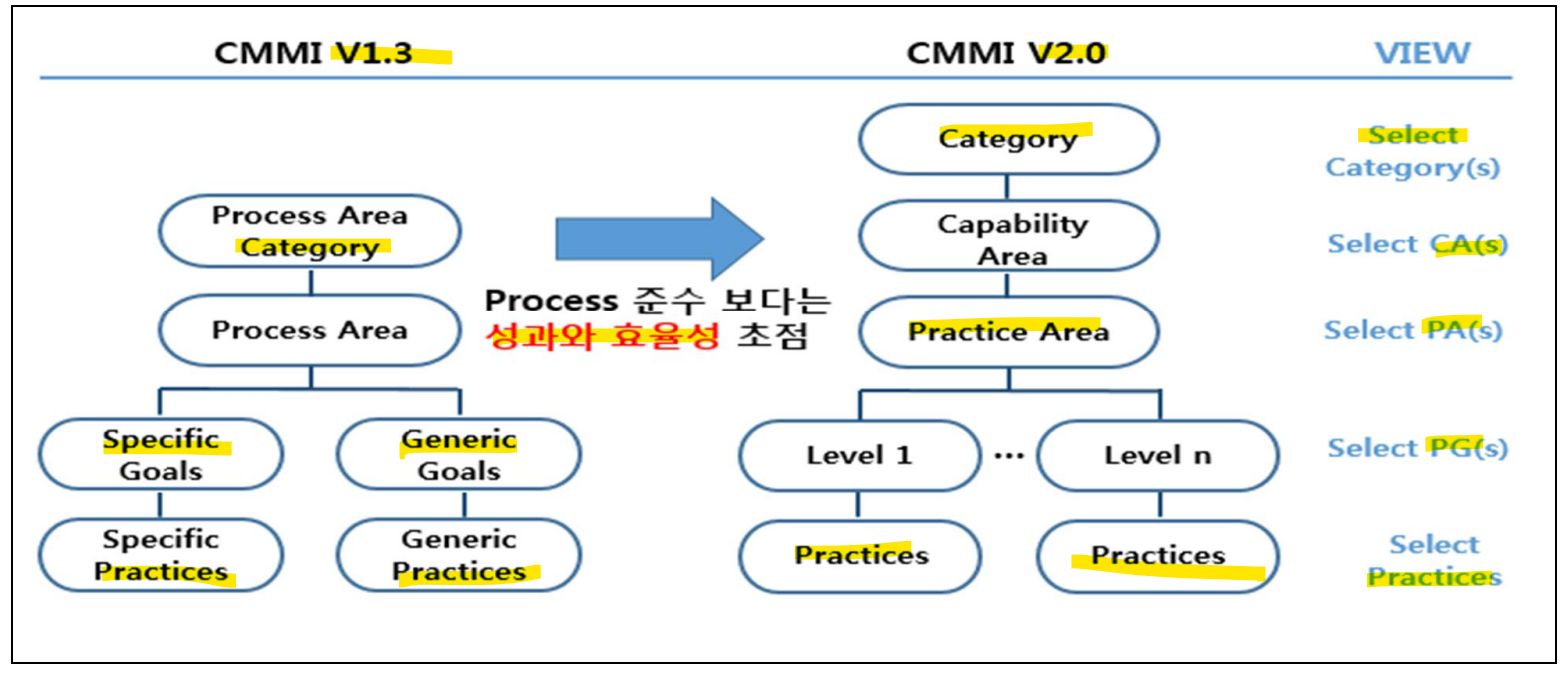 CMMI V1.3
CMMI V2.0
VIEW
Process Area
Category
Process Area
Specific
Goals
Generic
Goals
Specific
Practices
Generic
Practices
Process 준수 보다는
성과와 효율성 초점
Category
Capability
Area
Practice Area
Level 1
...
Level n
Practices
Practices
Select
Category(s)
Select CA(s)
Select PA(s)
Select PG(s)
Select
Practices